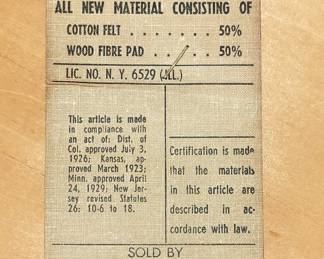 ALL NEW MATERIAL CONSISTING OF
COTTON FELT . . . . . . . 50%
WOOD FIBRE PAD . . . . . 50%
LIC. NO. N. Y. 6529 (ILL.)
This article is made
in compliance with
an act of: Dist. of
Col. approved July 3,
1926; Kansas, ap-
proved March 1923;
Minn. approved April
24, 1929; New Jer-
sey revised Statutes
26: 10-6 to 18.
Certification is made
that the materials
in this article are
described in ac-
cordance with law.
SOLD BY